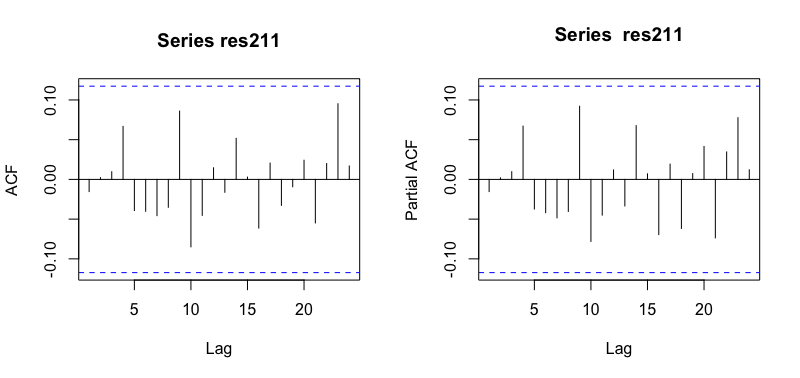 Series res211
ACF
0.10
0.00
-0.10
5 10 15 20
Lag
Series res211
Partial ACF
0.10
0.00
-0.10
5 10 15 20
Lag